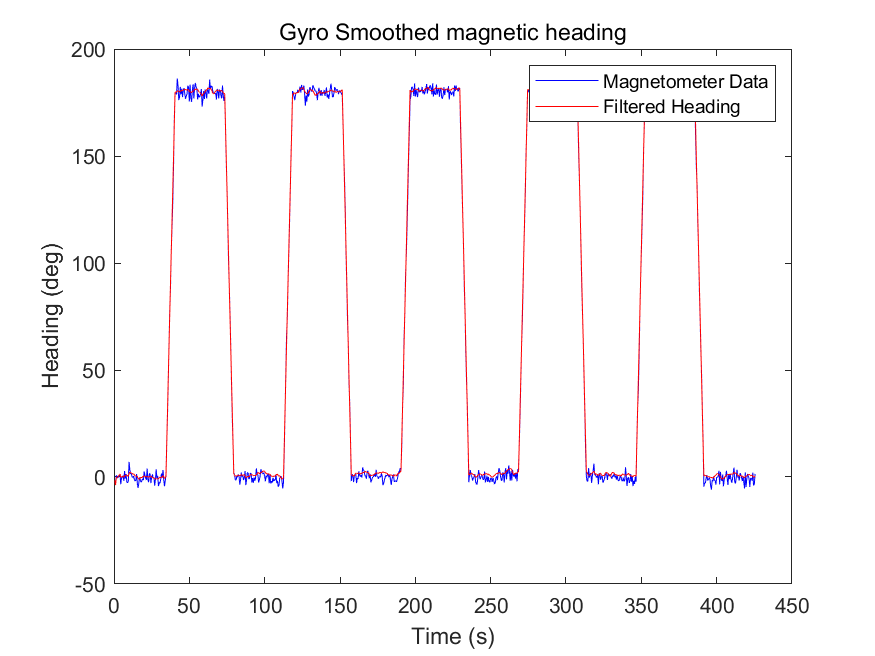 Gyro Smoothed magnetic heading
200
150
100
50
0
-50
Heading (deg)
Magnetometer Data
Filtered Heading
0 50 100 150 200 250 300 350 400 450
Time (s)